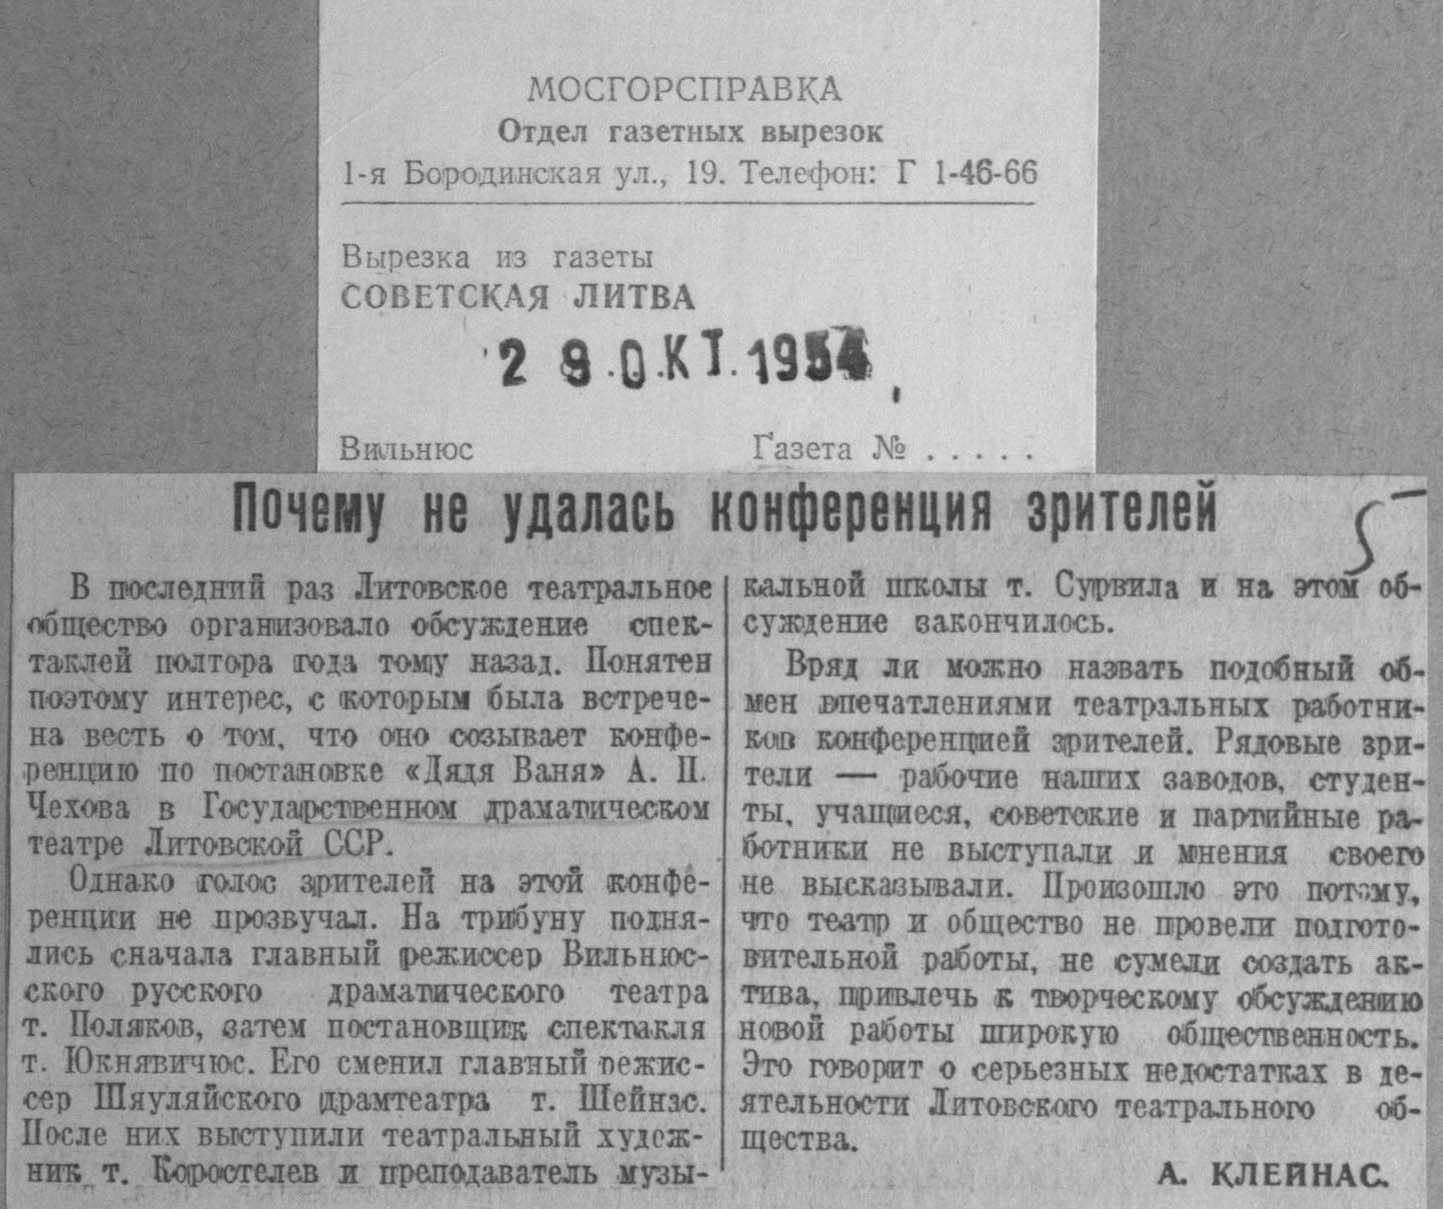 МОСГОРСПРАВКА
Отдел газетных вырезок
1-я Бородинская ул., 19. Телефон: Г 1-46-66
Вырезка из газеты
СОВЕТСКАЯ ЛИТВА
29.ОКТ.1954
Вильнюс Газета № .....
Почему не удалась конференция зрителей
5
В последний раз Литовское театральное
общество организовало обсуждение спек-
таклей полтора года тому назад. Понятен
поэтому интерес, с которым была встрече-
на весть о том, что оно созывает конфе-
ренцию по постановке «Дядя Ваня» А. П.
Чехова в Государственном драматическом
театре Литовской ССР.
Однако голос зрителей на этой конфе-
ренции не прозвучал. На трибуну подня-
лись сначала главный режиссер Вильнюс-
ского русского драматического театра
т. Поляков, затем постановщик спектакля
т. Юкнявичюс. Его сменил главный режис-
сер Шяуляйского драмтеатра т. Шейнас.
После них выступили театральный худож-
ник т. Коростелев и преподаватель музы-
кальной школы т. Сурвила и на этом об-
суждение закончилось.
Вряд ли можно назвать подобный об-
мен впечатлениями театральных работни-
ков конференцией зрителей. Рядовые зри-
тели — рабочие наших заводов, студен-
ты, учащиеся, советские и партийные ра-
ботники не выступали и мнения своего
не высказывали. Произошло это потому,
что театр и общество не провели подгото-
вительной работы, не сумели создать ак-
тива, привлечь к творческому обсуждению
новой работы широкую общественность.
Это говорит о серьезных недостатках в де-
ятельности Литовского театрального об-
щества.
А. КЛЕЙНАС.